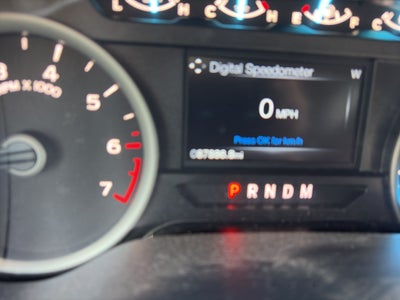 L H C H E F C
Digital Speedometer W
0 MPH
Press OK for km/h
3 4 5 6 7
RPM X 1000
P R N D M